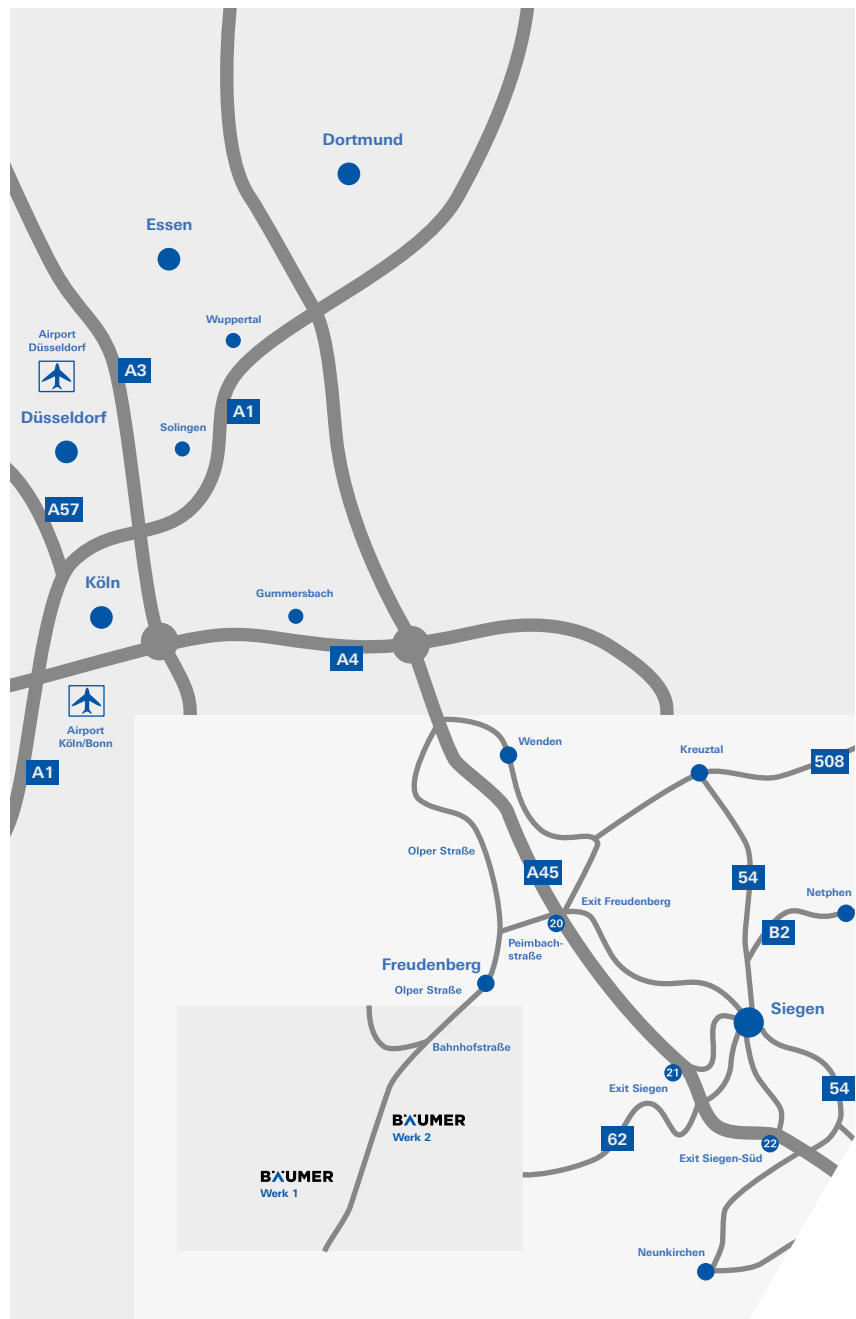 Dortmund
Essen
Wuppertal
Airport
Düsseldorf
A3
A1
Düsseldorf
Solingen
A57
Köln
Gummersbach
A4
Airport
Köln/Bonn
A1
Wenden
Kreuztal
508
Olper Straße
A45
54
Netphen
Exit Freudenberg
20
B2
Peimbach-
straße
Freudenberg
Olper Straße
Siegen
Bahnhofstraße
21
Exit Siegen
54
BÄUMER
Werk 2
62
22
Exit Siegen-Süd
BÄUMER
Werk 1
Neunkirchen